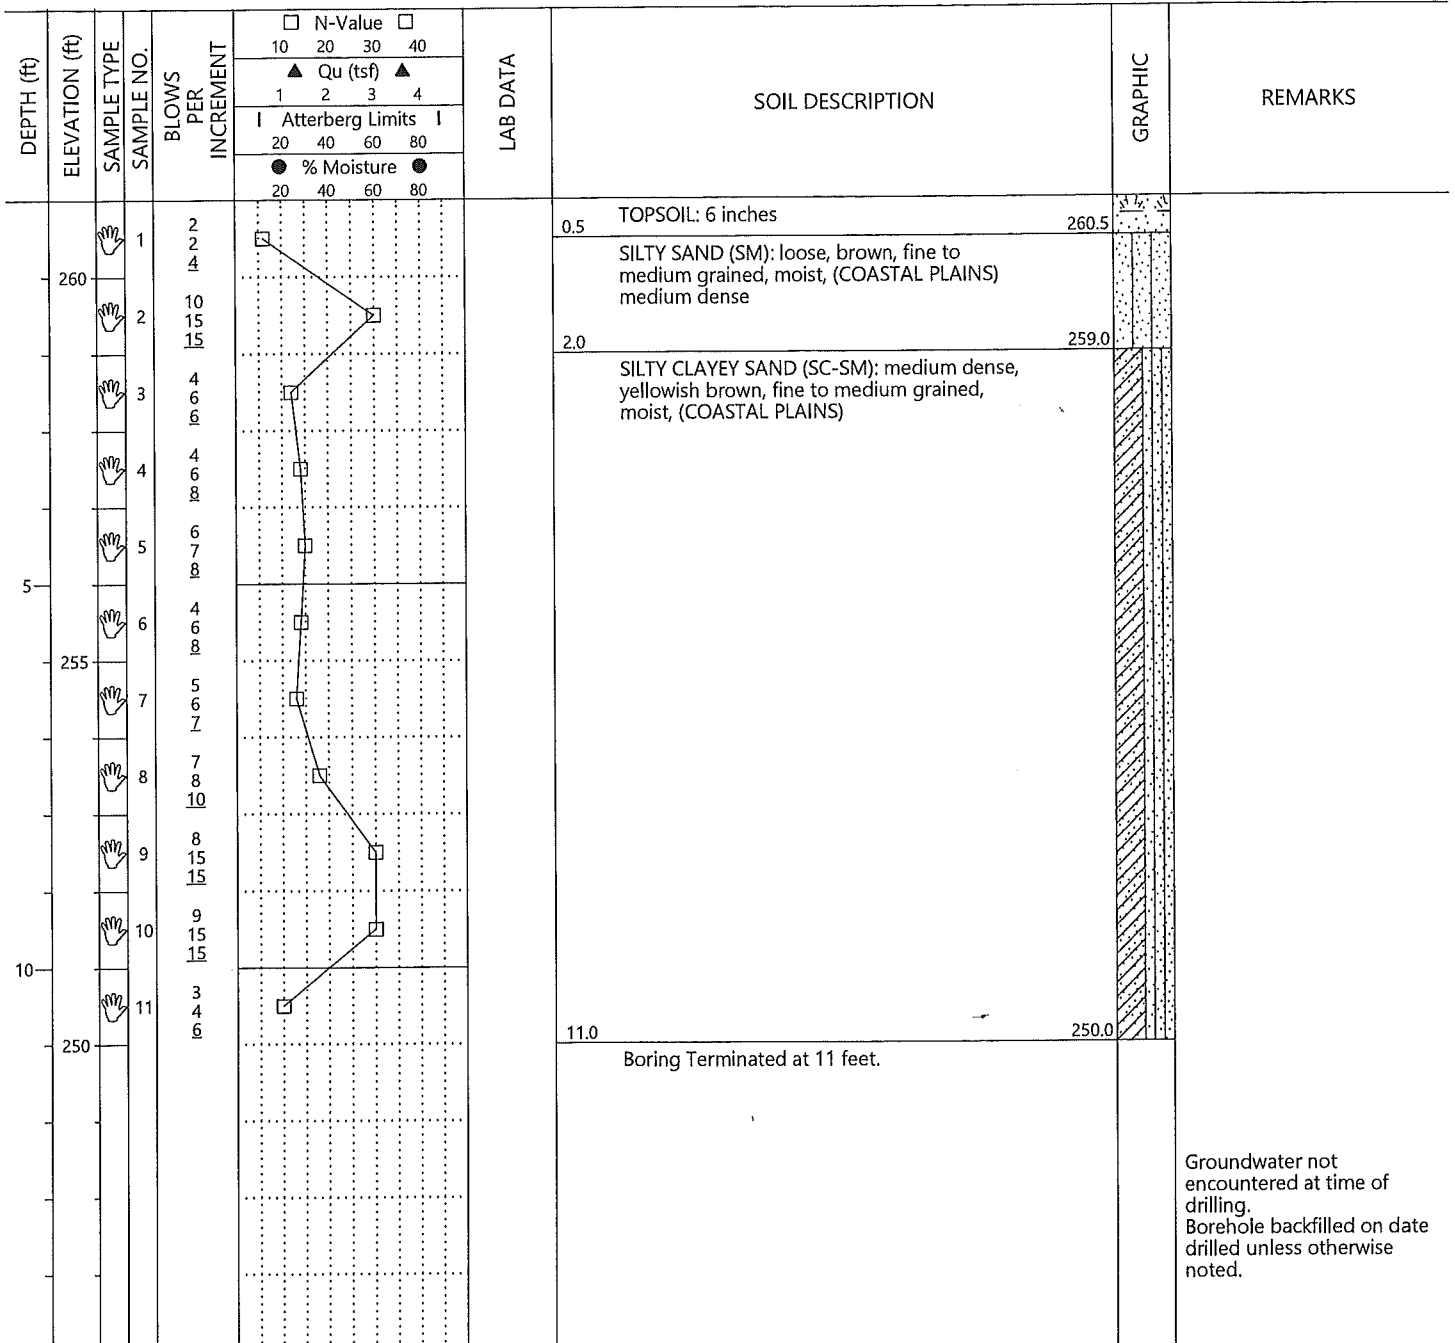 DEPTH (ft)
ELEVATION (ft)
SAMPLE TYPE
SAMPLE NO.
BLOWS
PER
INCREMENT
N-Value
10 20 30 40
Qu (tsf)
1 2 3 4
Atterberg Limits
20 40 60 80
% Moisture
20 40 60 80
LAB DATA
SOIL DESCRIPTION
GRAPHIC
REMARKS
TOPSOIL: 6 inches
0.5 260.5
SILTY SAND (SM): loose, brown, fine to
medium grained, moist, (COASTAL PLAINS)
medium dense
2.0 259.0
SILTY CLAYEY SAND (SC-SM): medium dense,
yellowish brown, fine to medium grained,
moist, (COASTAL PLAINS)
11.0 250.0
Boring Terminated at 11 feet.
1
2
2
4
260
2
10
15
15
3
4
6
6
4
4
6
8
5
6
7
8
5
6
4
6
8
255
7
5
6
7
8
7
8
10
9
8
15
15
10
9
15
15
10
11
3
4
6
250
Groundwater not
encountered at time of
drilling.
Borehole backfilled on date
drilled unless otherwise
noted.